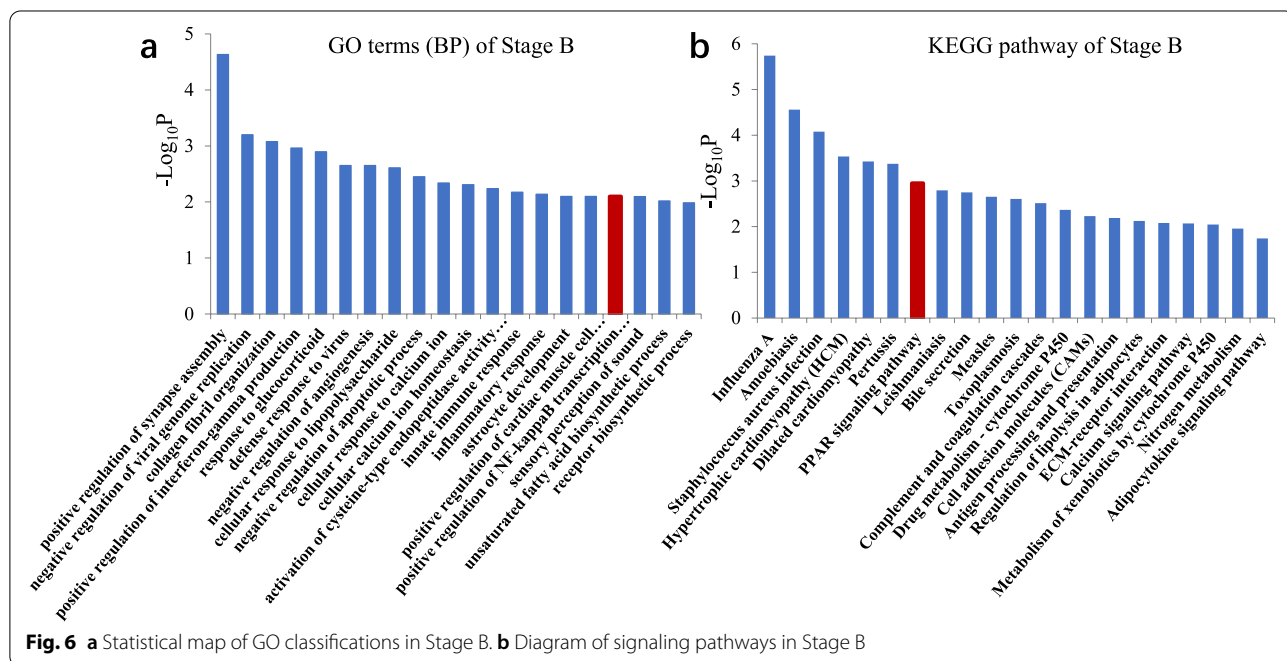 a
GO terms (BP) of Stage B
5
4
3
2
1
0
-Log10P
positive regulation of synapse assembly
negative regulation of viral genome replication
collagen fibril organization
positive regulation of interferon-gamma production
response to glucocorticoid
defense response to virus
negative regulation of angiogenesis
cellular response to lipopolysaccharide
negative regulation of apoptotic process
cellular response to calcium ion
cellular calcium ion homeostasis
activation of cysteine-type endopeptidase activity…
innate immune response
inflammatory response
astrocyte development
positive regulation of cardiac muscle cell…
positive regulation of NF-kappaB transcription…
sensory perception of sound
unsaturated fatty acid biosynthetic process
receptor biosynthetic process
b
KEGG pathway of Stage B
6
5
4
3
2
1
0
-Log10P
Influenza A
Amoebiasis
Staphylococcus aureus infection
Hypertrophic cardiomyopathy (HCM)
Dilated cardiomyopathy
Pertussis
PPAR signaling pathway
Leishmaniasis
Bile secretion
Measles
Toxoplasmosis
Complement and coagulation cascades
Drug metabolism - cytochrome P450
Cell adhesion molecules (CAMs)
Antigen processing and presentation
Regulation of lipolysis in adipocytes
ECM-receptor interaction
Calcium signaling pathway
Metabolism of xenobiotics by cytochrome P450
Nitrogen metabolism
Adipocytokine signaling pathway
Fig. 6 a Statistical map of GO classifications in Stage B. b Diagram of signaling pathways in Stage B